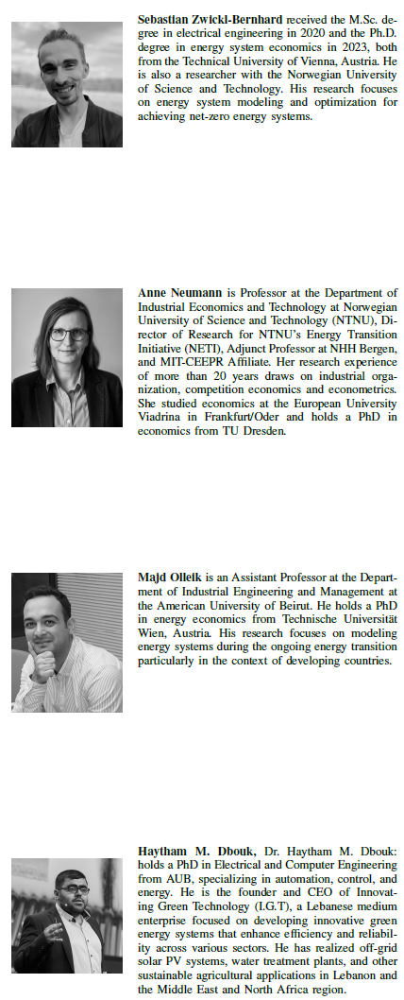 Sebastian Zwickl-Bernhard received the M.Sc. de-
gree in electrical engineering in 2020 and the Ph.D.
degree in energy system economics in 2023, both
from the Technical University of Vienna, Austria. He
is also a researcher with the Norwegian University
of Science and Technology. His research focuses
on energy system modeling and optimization for
achieving net-zero energy systems.
Anne Neumann is Professor at the Department of
Industrial Economics and Technology at Norwegian
University of Science and Technology (NTNU), Di-
rector of Research for NTNU's Energy Transition
Initiative (NETI), Adjunct Professor at NHH Bergen,
and MIT-CEEPR Affiliate. Her research experience
of more than 20 years draws on industrial orga-
nization, competition economics and econometrics.
She studied economics at the European University
Viadrina in Frankfurt/Oder and holds a PhD in
economics from TU Dresden.
Majd Olleik is an Assistant Professor at the Depart-
ment of Industrial Engineering and Management at
the American University of Beirut. He holds a PhD
in energy economics from Technische Universität
Wien, Austria. His research focuses on modeling
energy systems during the ongoing energy transition
particularly in the context of developing countries.
Haytham M. Dbouk, Dr. Haytham M. Dbouk:
holds a PhD in Electrical and Computer Engineering
from AUB, specializing in automation, control, and
energy. He is the founder and CEO of Innovat-
ing Green Technology (I.G.T), a Lebanese medium
enterprise focused on developing innovative green
energy systems that enhance efficiency and reliabil-
ity across various sectors. He has realized off-grid
solar PV systems, water treatment plants, and other
sustainable agricultural applications in Lebanon and
the Middle East and North Africa region.